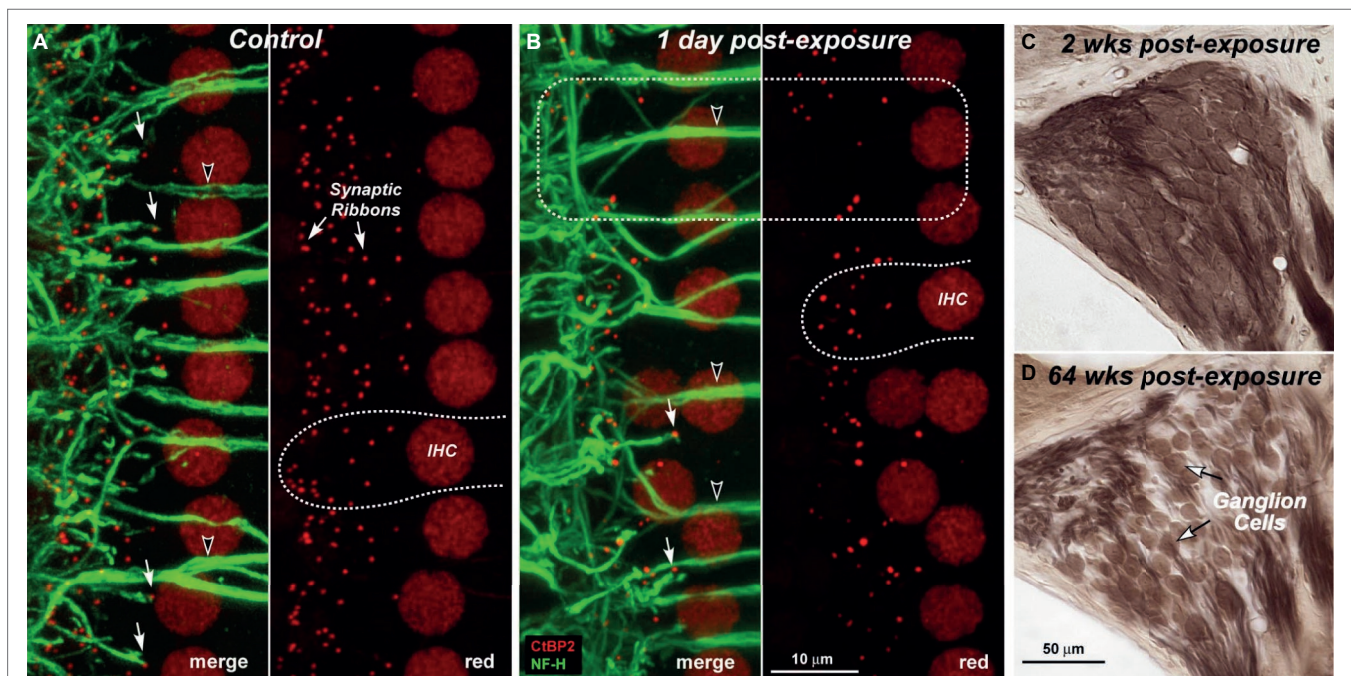 A
Control
Synaptic
Ribbons
IHC
merge
red
B
1 day post-exposure
IHC
CtBP2
NF-H
merge
10 µm
red
C
2 wks post-exposure
D
64 wks post-exposure
Ganglion
Cells
50 µm